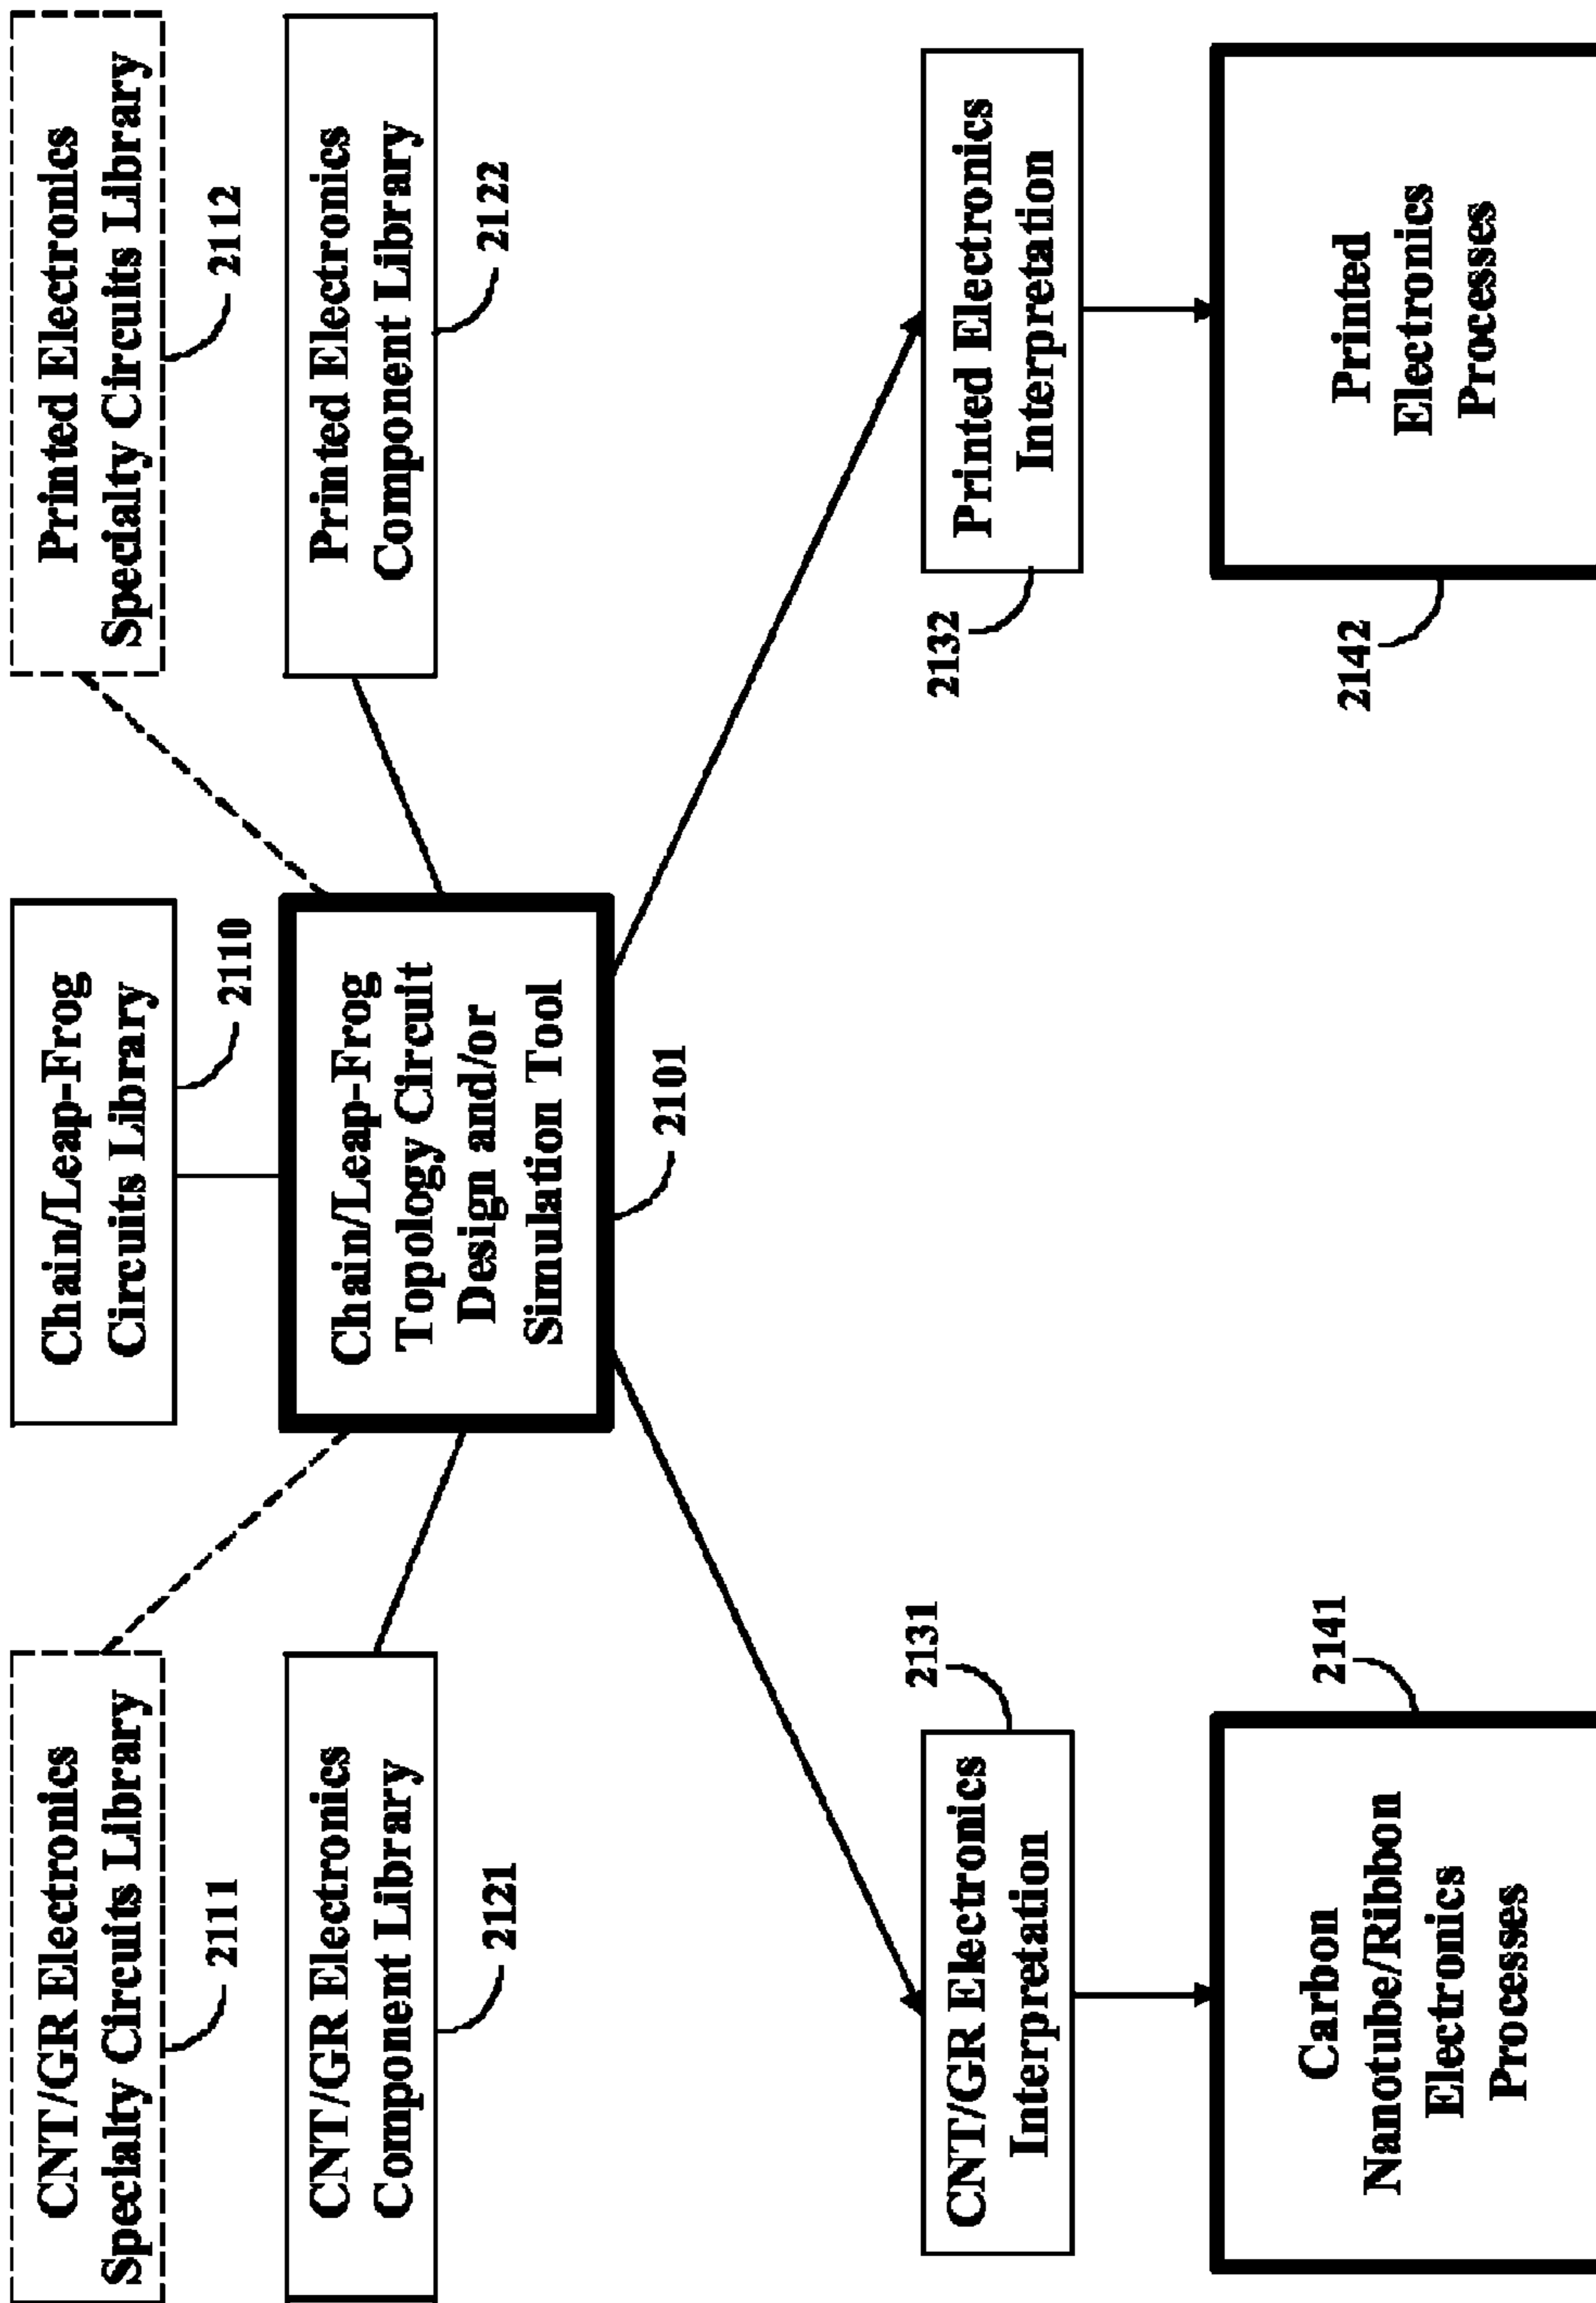 CNT/GR Electronics
Specialty Circuits Library
2111
Chain/Leap-Frog
Circuits Library
2110
Printed Electronics
Specialty Circuits Library
2112
CNT/GR Electronics
Component Library
2121
Chain/Leap-Frog
Topology Circuit
Design and/or
Simulation Tool
2101
Printed Electronics
Component Library
2122
CNT/GR Electronics
Interpretation
2131
2132
Printed Electronics
Interpretation
Carbon
Nanotube/Ribbon
Electronics
Processes
2141
2142
Printed
Electronics
Processes